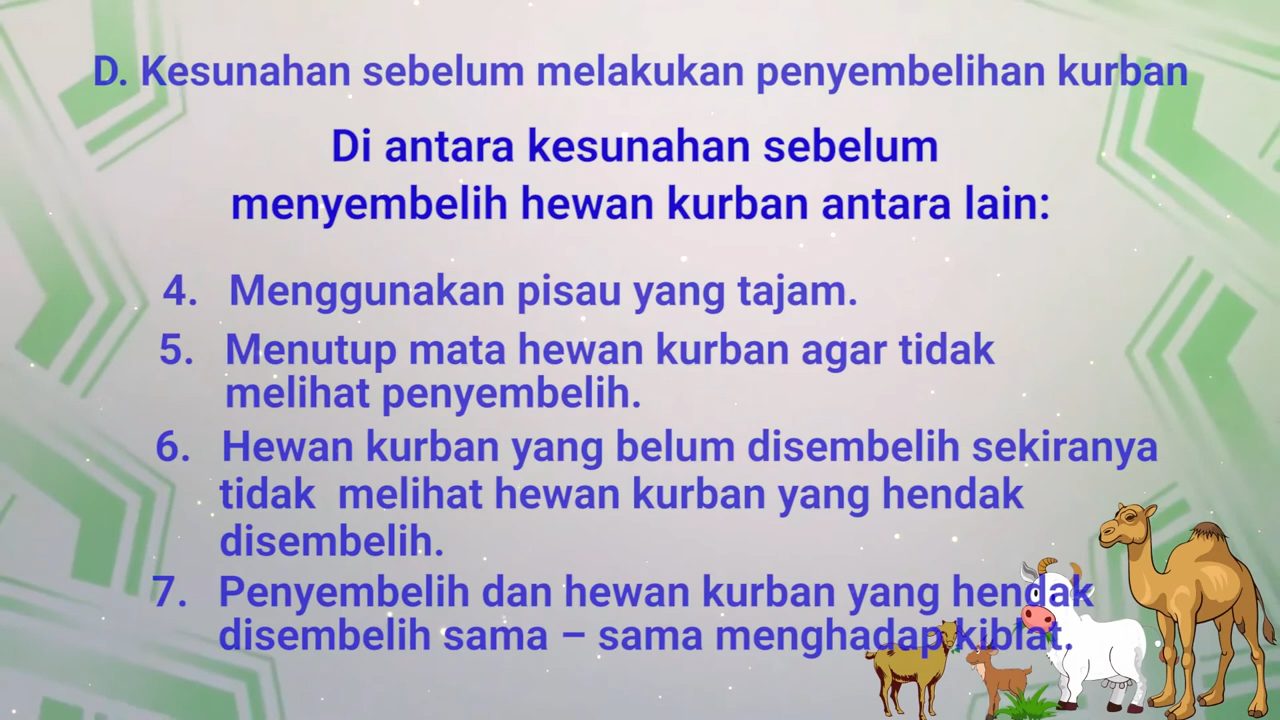 D. Kesunahan sebelum melakukan penyembelihan kurban
Di antara kesunahan sebelum
menyembelih hewan kurban antara lain:
4. Menggunakan pisau yang tajam.
5. Menutup mata hewan kurban agar tidak
melihat penyembelih.
6. Hewan kurban yang belum disembelih sekiranya
tidak melihat hewan kurban yang hendak
disembelih.
7. Penyembelih dan hewan kurban yang hendak
disembelih sama – sama menghadap kiblat.